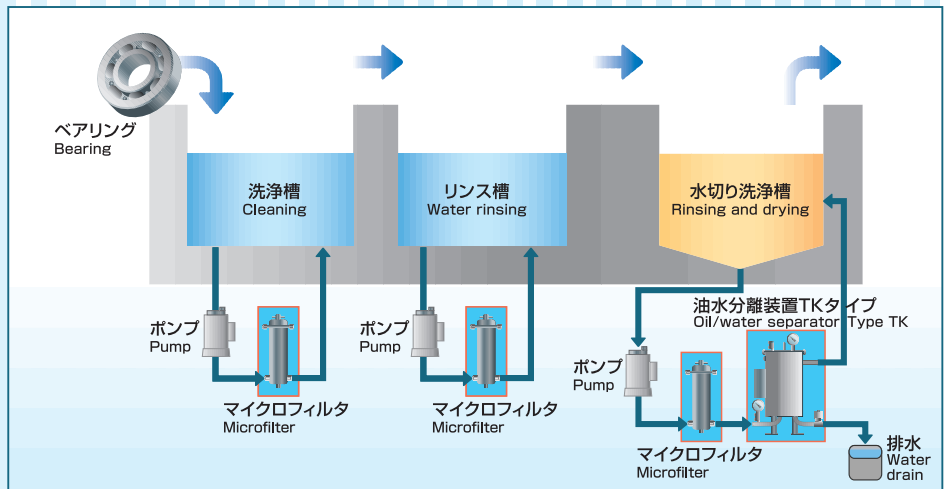 ベアリング
Bearing
洗浄槽
Cleaning
リンス槽
Water rinsing
水切り洗浄槽
Rinsing and drying
ポンプ
Pump
マイクロフィルタ
Microfilter
ポンプ
Pump
マイクロフィルタ
Microfilter
油水分離装置TKタイプ
Oil/water separator Type TK
ポンプ
Pump
マイクロフィルタ
Microfilter
排水
Water
drain